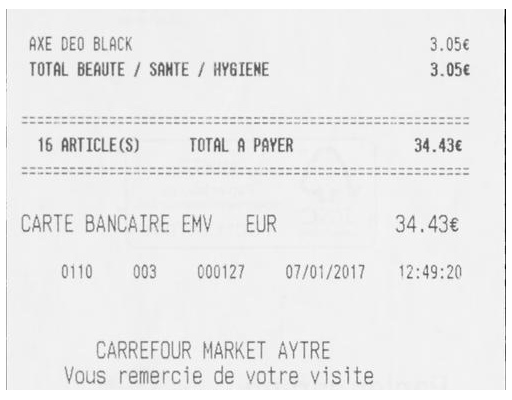 AXE DEO BLACK 3.05€
TOTAL BEAUTE / SANTE / HYGIENE 3.05€
================================================
16 ARTICLE(S) TOTAL A PAYER 34.43€
================================================
CARTE BANCAIRE EMV EUR 34.43€
0110 003 000127 07/01/2017 12:49:20
CARREFOUR MARKET AYTRE
Vous remercie de votre visite